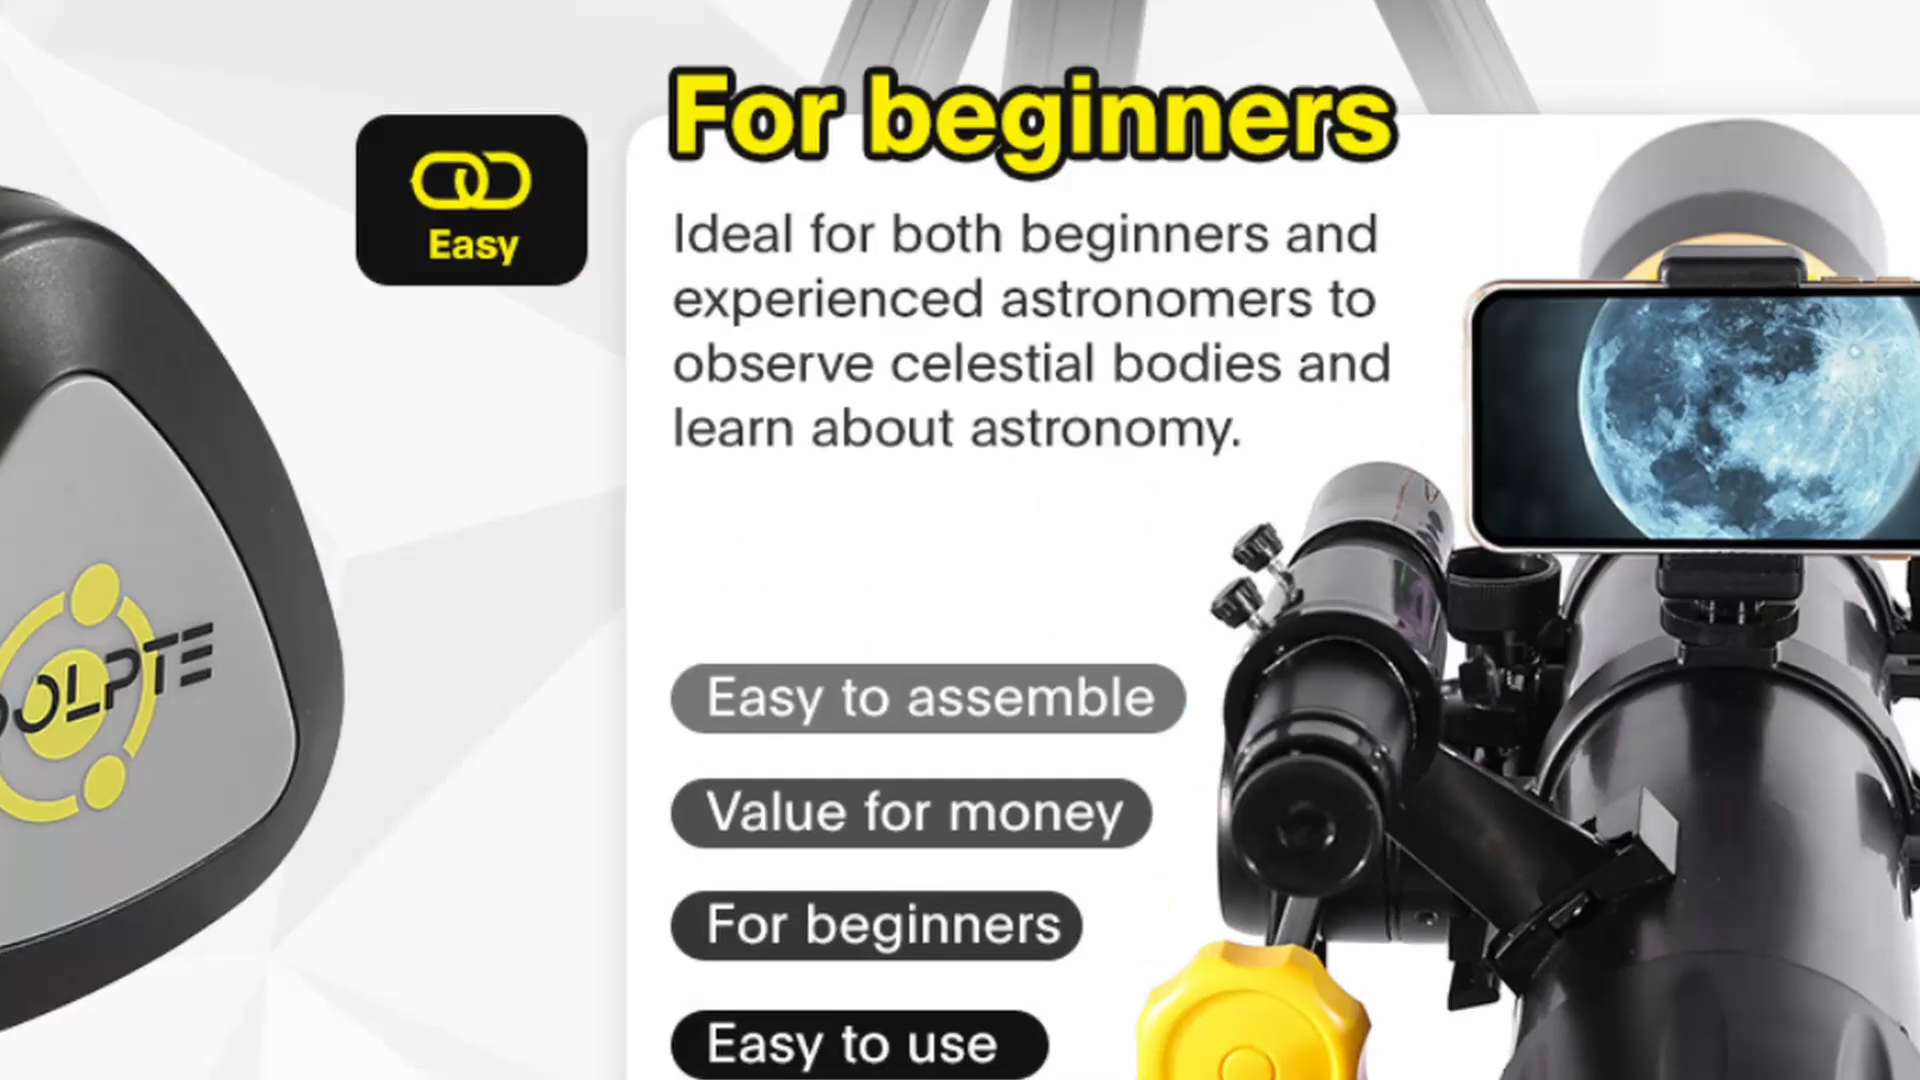 For beginners
Easy
Ideal for both beginners and
experienced astronomers to
observe celestial bodies and
learn about astronomy.
Easy to assemble
Value for money
For beginners
Easy to use